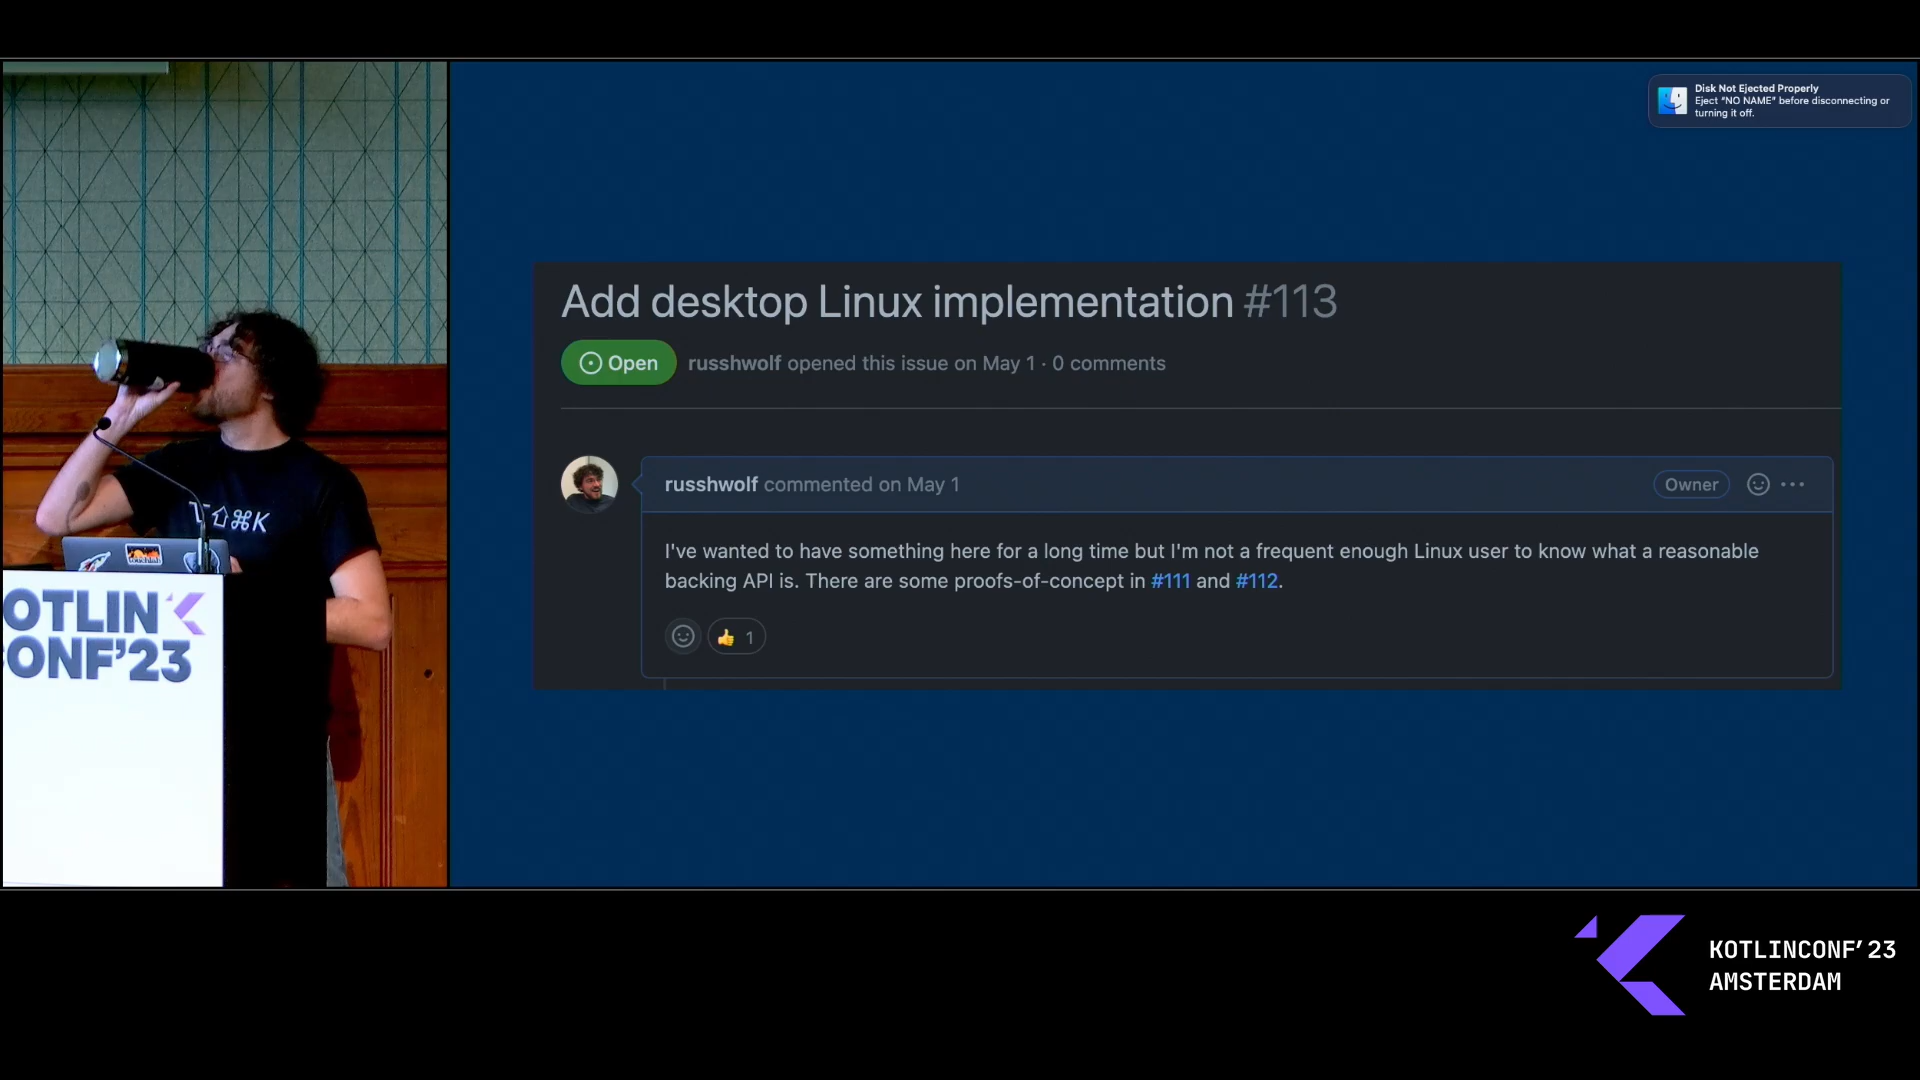 Disk Not Ejected Properly
Eject “NO NAME” before disconnecting or
turning it off.
Add desktop Linux implementation #113
Open russhwolf opened this issue on May 1 · 0 comments
russhwolf commented on May 1
Owner
I've wanted to have something here for a long time but I'm not a frequent enough Linux user to know what a reasonable
backing API is. There are some proofs-of-concept in #111 and #112.
1
⌥⇧⌘K
touchlab
OTLIN
ONF’23
KOTLINCONF’23
AMSTERDAM